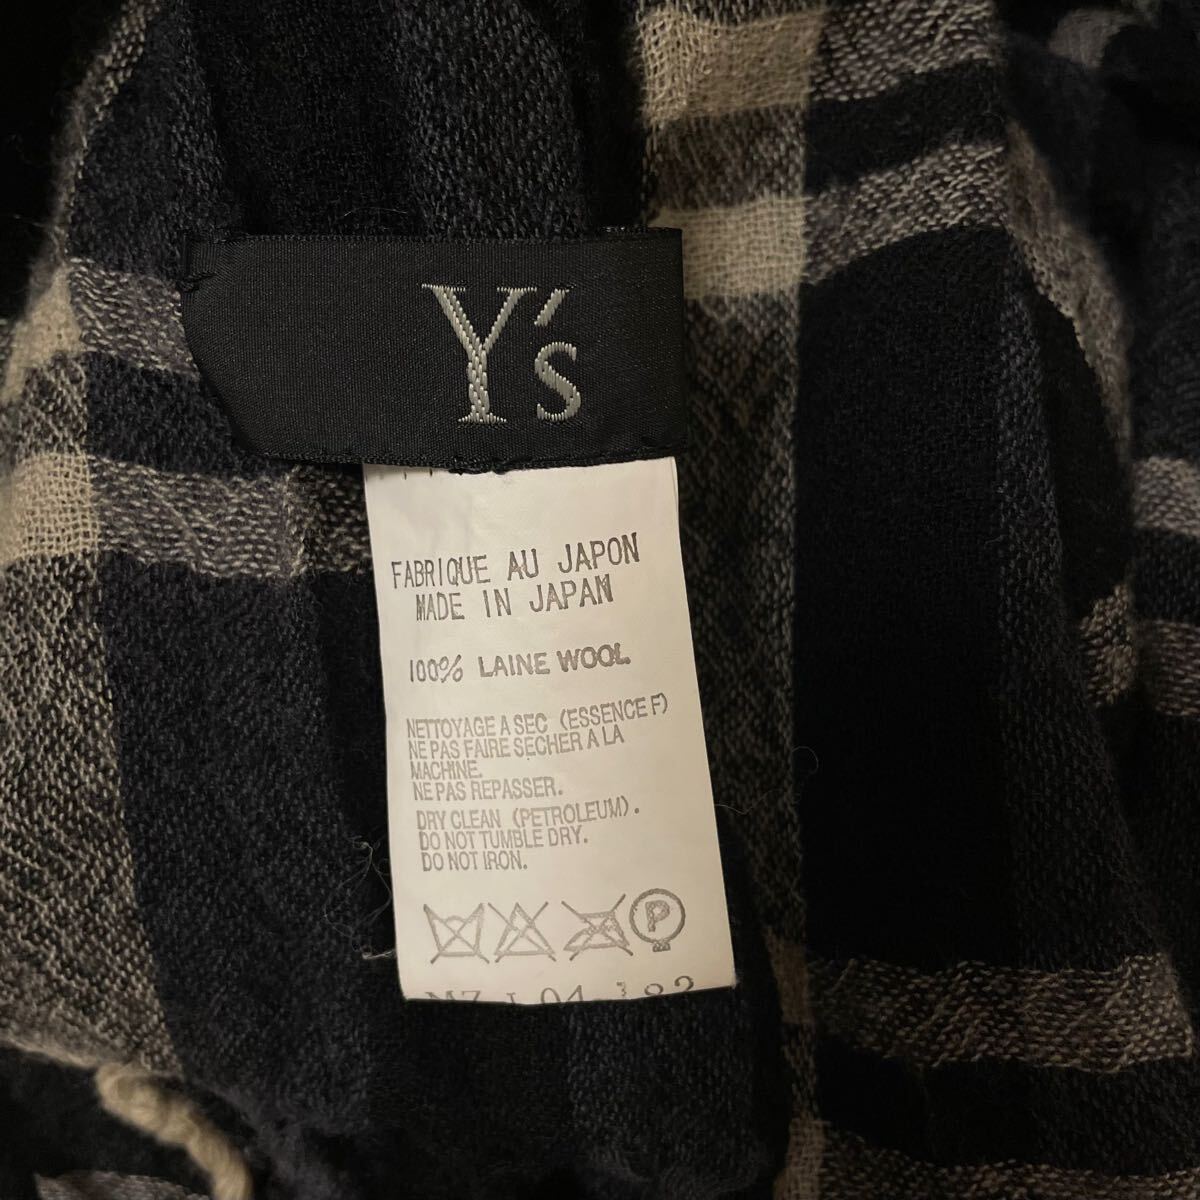 Y's
FABRIQUE AU JAPON
MADE IN JAPAN
100% LAINE WOOL
NETTOYAGE A SEC (ESSENCE F)
NE PAS FAIRE SECHER A LA
MACHINE.
NE PAS REPASSER.
DRY CLEAN (PETROLEUM).
DO NOT TUMBLE DRY.
DO NOT IRON.
P